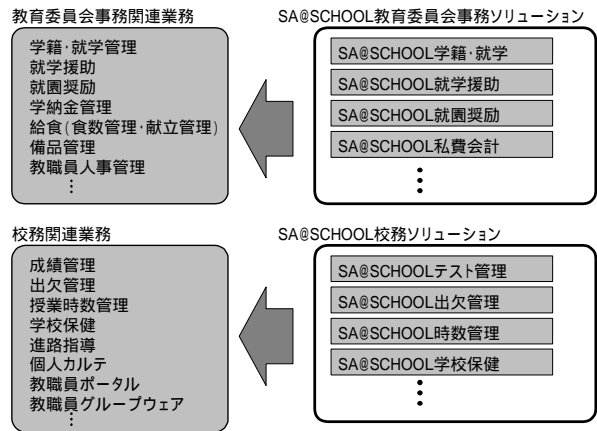 教育委員会事務関連業務
学籍･就学管理
就学援助
就園奨励
学納金管理
給食(食数管理･献立管理)
備品管理
教職員人事管理
⋮
SA@SCHOOL教育委員会事務ソリューション
SA@SCHOOL学籍･就学
SA@SCHOOL就学援助
SA@SCHOOL就園奨励
SA@SCHOOL私費会計
⋮
校務関連業務
成績管理
出欠管理
授業時数管理
学校保健
進路指導
個人カルテ
教職員ポータル
教職員グループウェア
⋮
SA@SCHOOL校務ソリューション
SA@SCHOOLテスト管理
SA@SCHOOL出欠管理
SA@SCHOOL時数管理
SA@SCHOOL学校保健
⋮